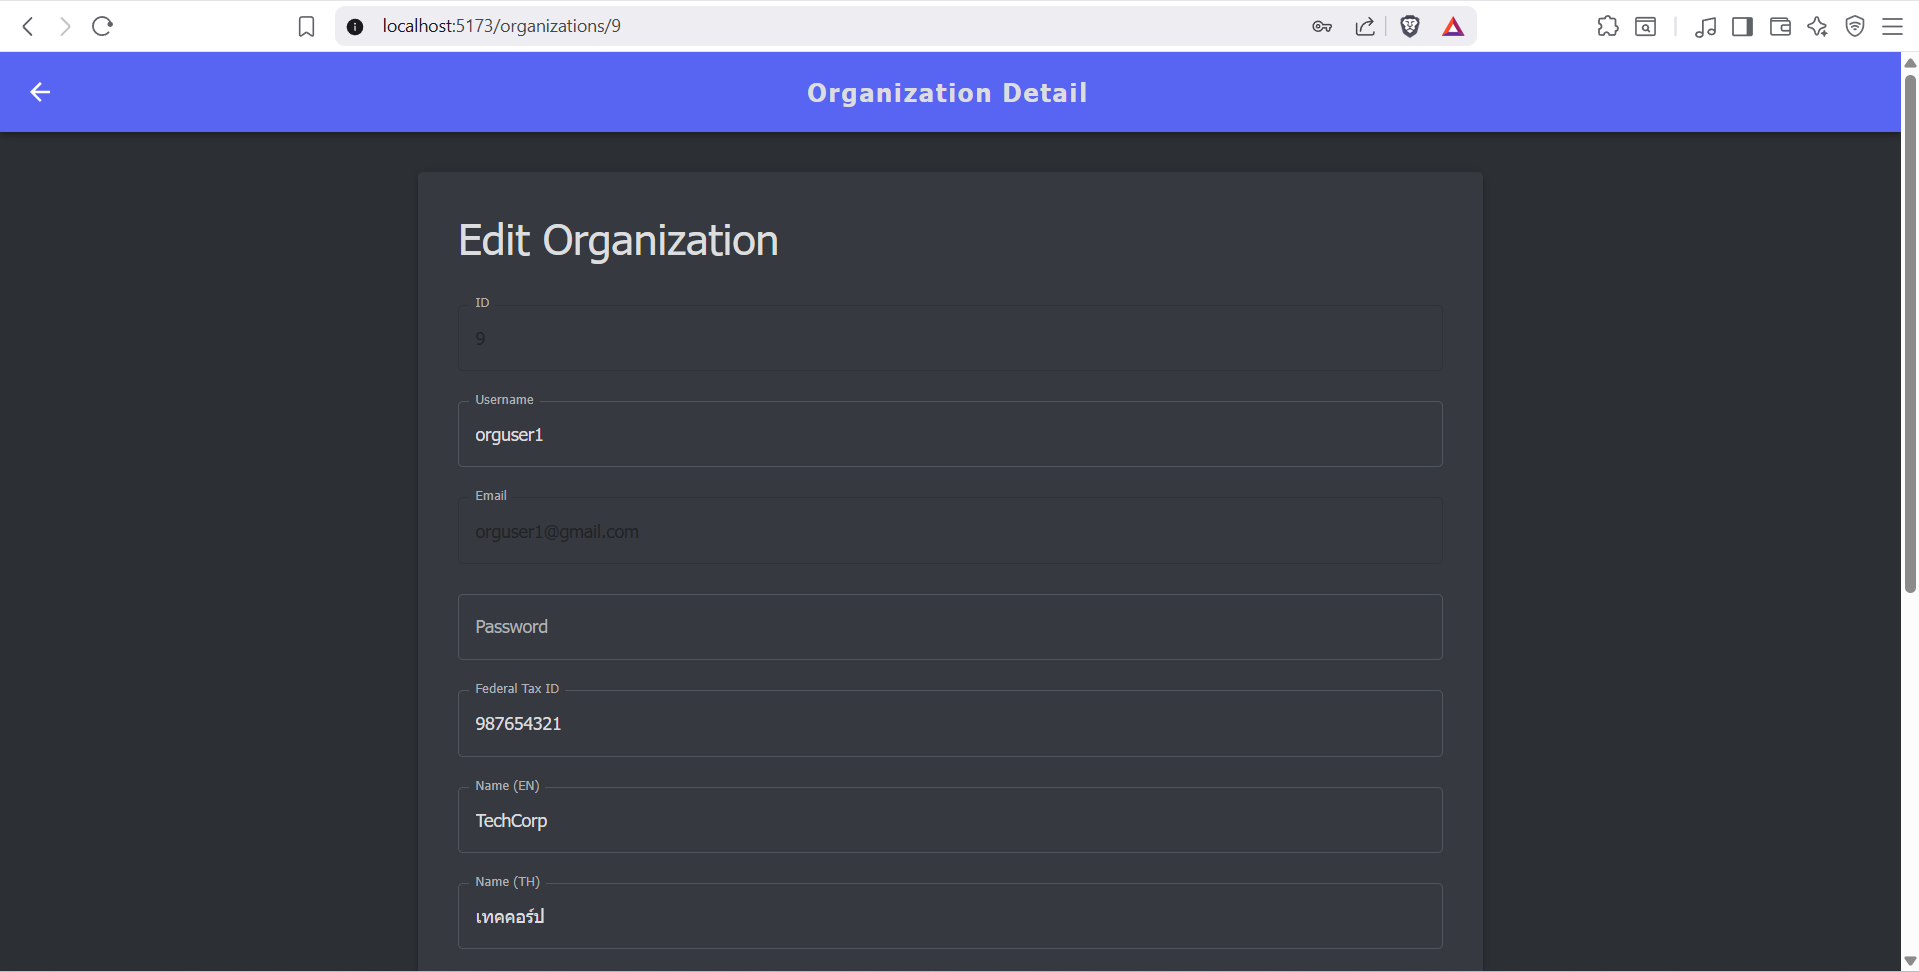 localhost:5173/organizations/9
Organization Detail
Edit Organization
ID
9
Username
orguser1
Email
orguser1@gmail.com
Password
Federal Tax ID
987654321
Name (EN)
TechCorp
Name (TH)
เทคคอร์ป